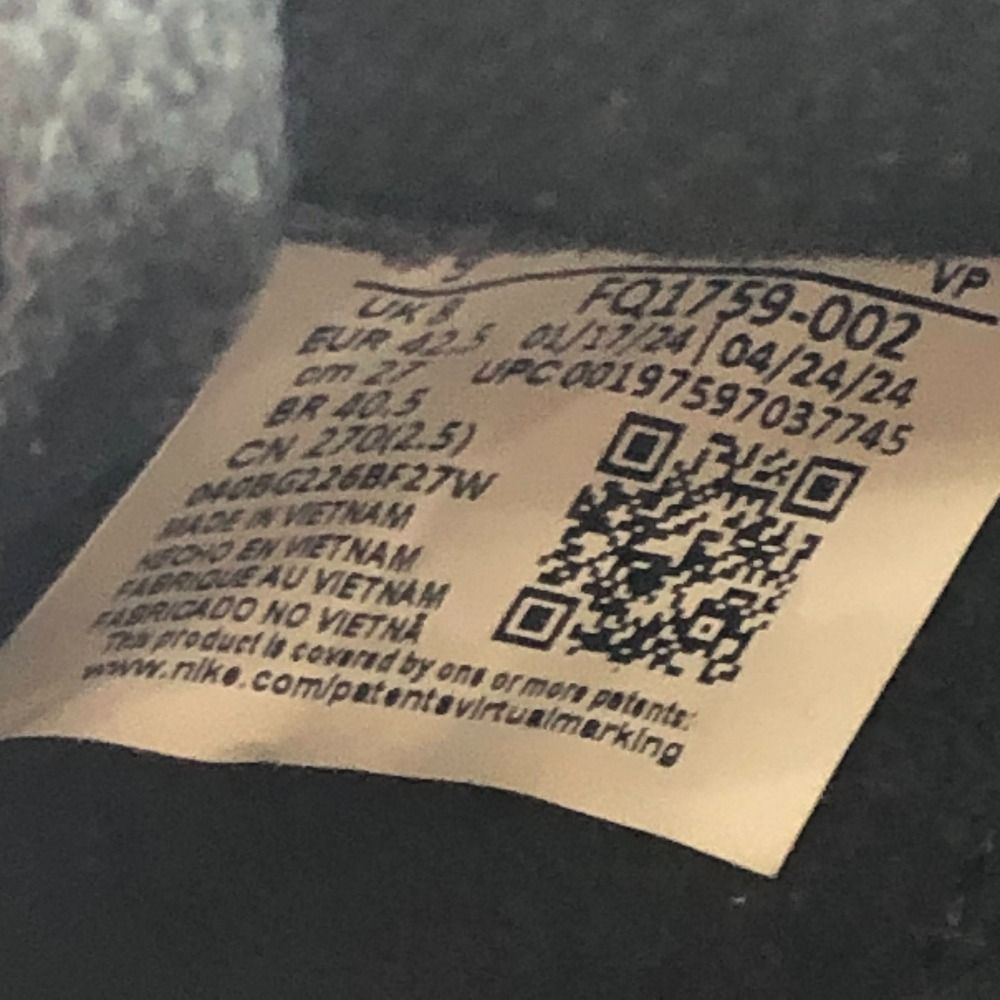 VP
UK 8 FQ1759-002
EUR 42.5 01/17/24 | 04/24/24
cm 27 UPC 00197597037745
BR 40.5
CN 270(2.5)
MADE IN VIETNAM
HECHO EN VIETNAM
FABRIQUE AU VIETNAM
FABRICADO NO VIETNÃ
This product is covered by one or more patents:
www.nike.com/patentsvirtualmarking